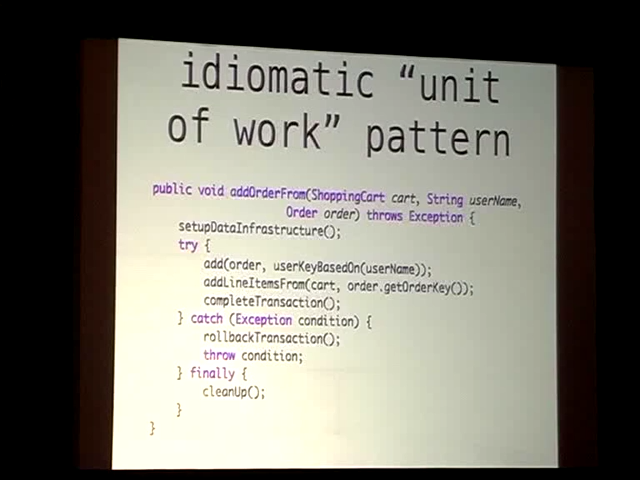 idiomatic “unit
of work” pattern
public void addOrderFrom(ShoppingCart cart, String userName,
Order order) throws Exception {
setupDataInfrastructure();
try {
add(order, userKeyBasedOn(userName));
addLineItemsFrom(cart, order.getOrderKey());
completeTransaction();
} catch (Exception condition) {
rollbackTransaction();
throw condition;
} finally {
cleanUp();
}
}